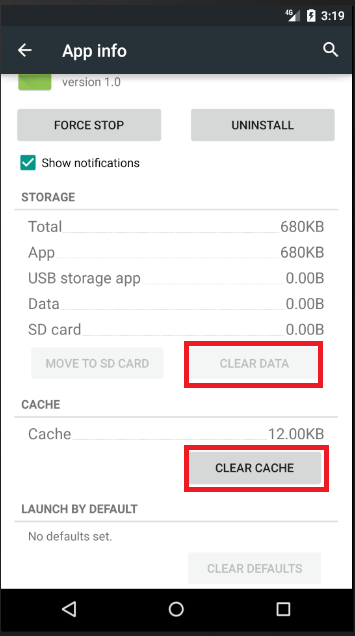 4G 3:19
App info
version 1.0
FORCE STOP UNINSTALL
Show notifications
STORAGE
Total 680KB
App 680KB
USB storage app 0.00B
Data 0.00B
SD card 0.00B
MOVE TO SD CARD CLEAR DATA
CACHE
Cache 12.00KB
CLEAR CACHE
LAUNCH BY DEFAULT
No defaults set.
CLEAR DEFAULTS